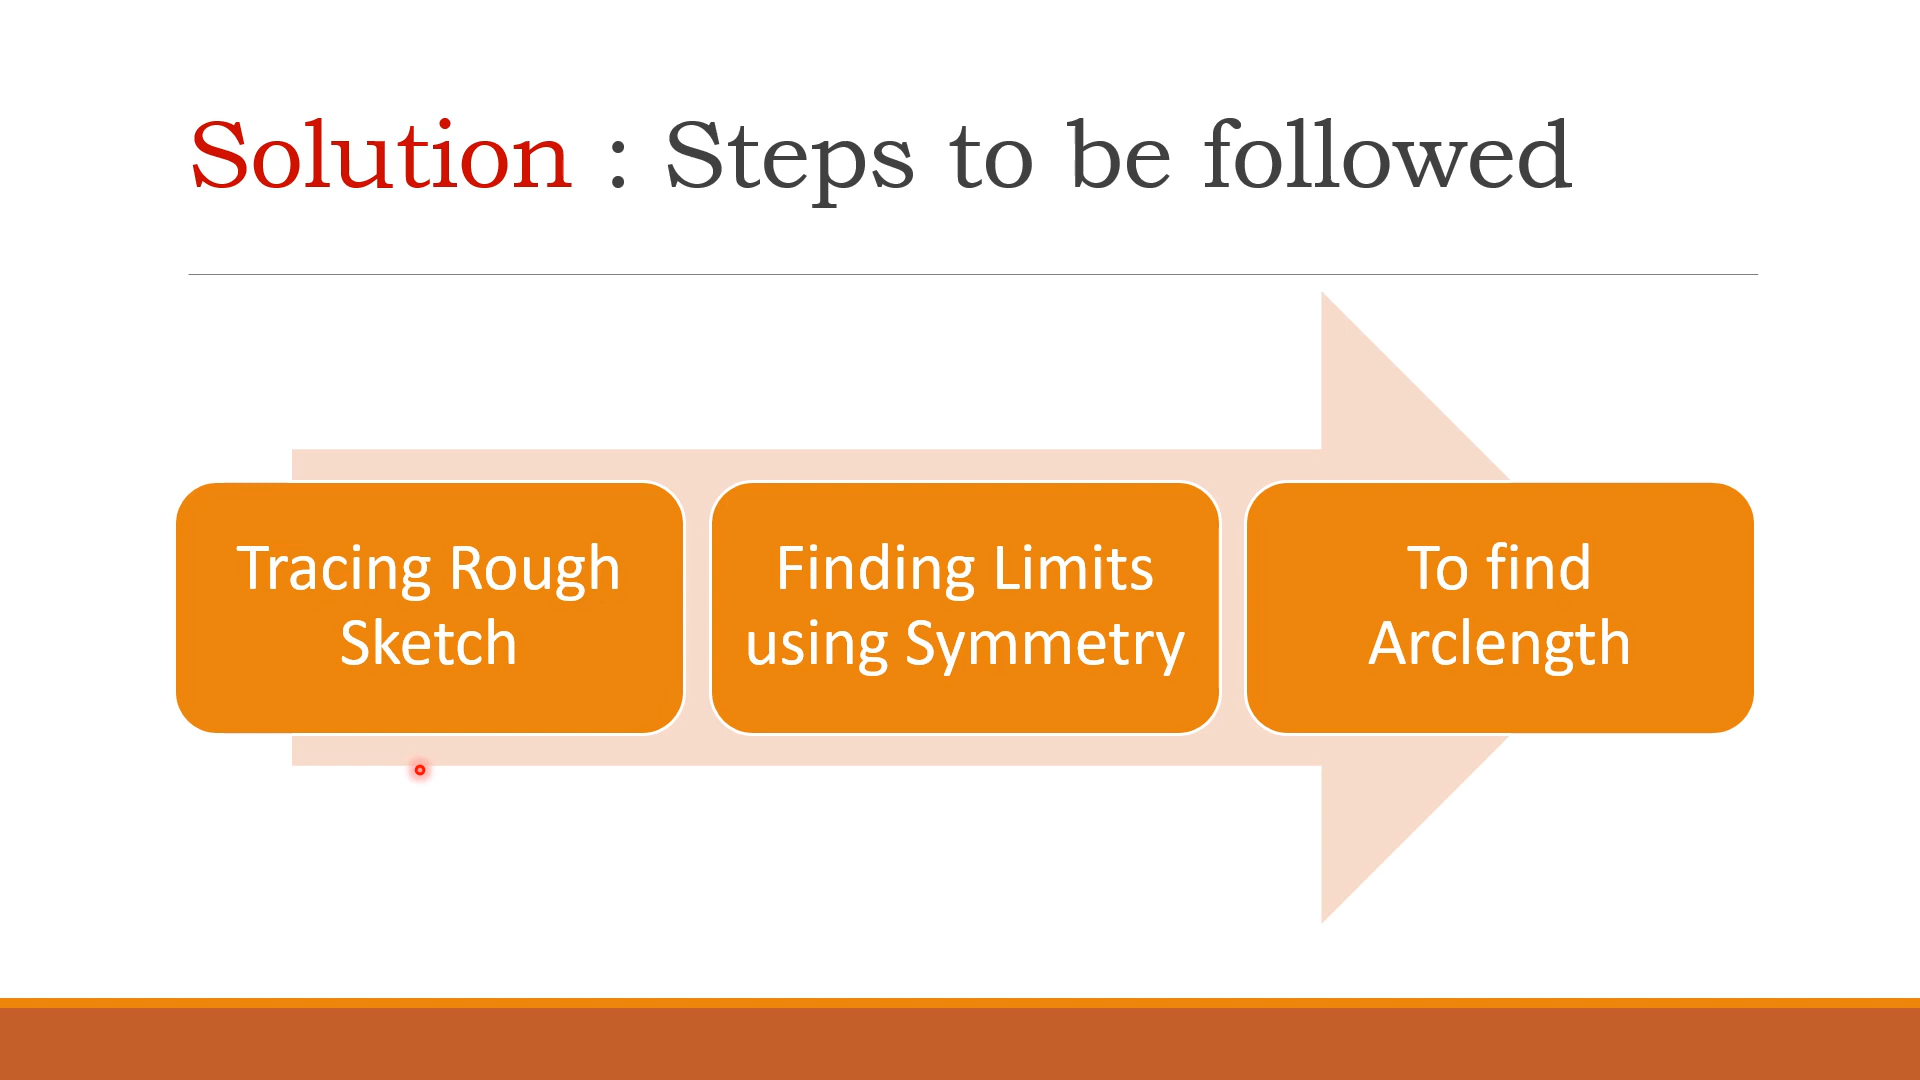 Solution : Steps to be followed
Tracing Rough
Sketch
Finding Limits
using Symmetry
To find
Arclength